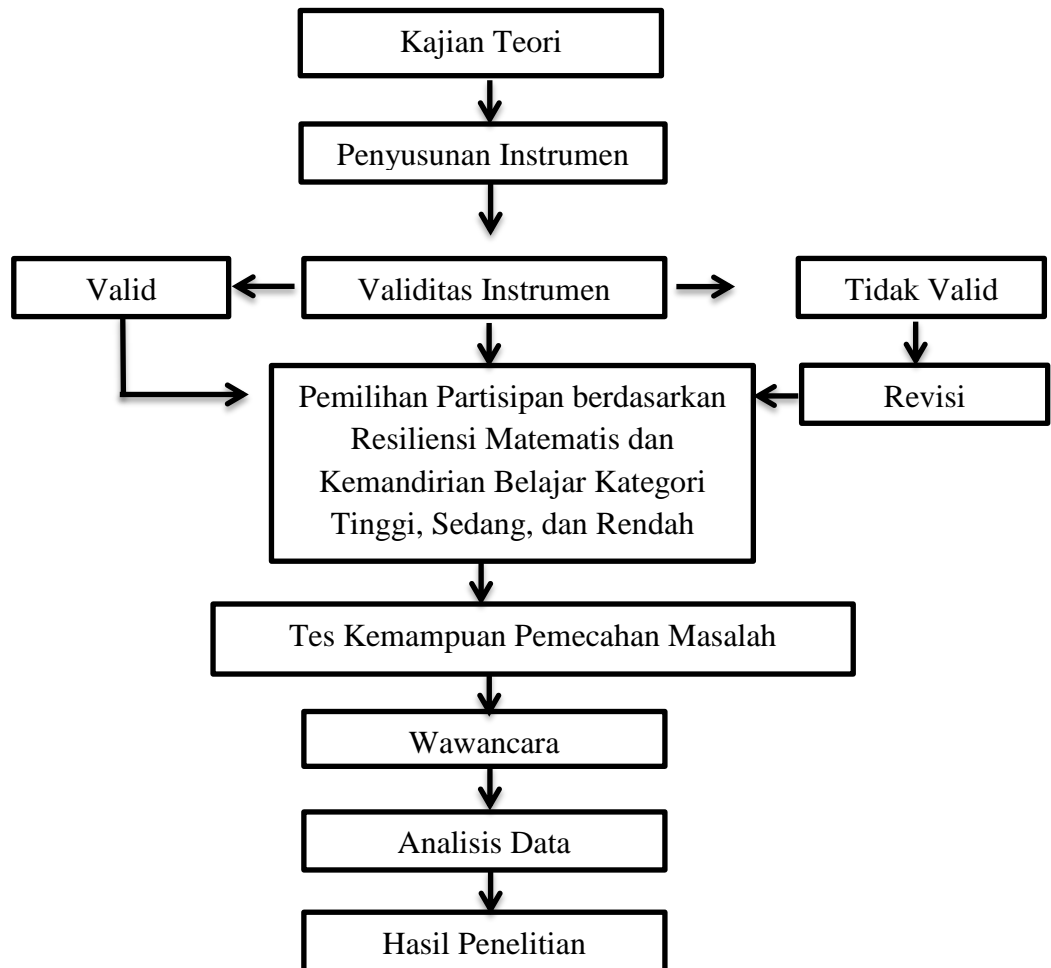 Kajian Teori
Penyusunan Instrumen
Valid
Validitas Instrumen
Tidak Valid
Pemilihan Partisipan berdasarkan
Resiliensi Matematis dan
Kemandirian Belajar Kategori
Tinggi, Sedang, dan Rendah
Revisi
Tes Kemampuan Pemecahan Masalah
Wawancara
Analisis Data
Hasil Penelitian